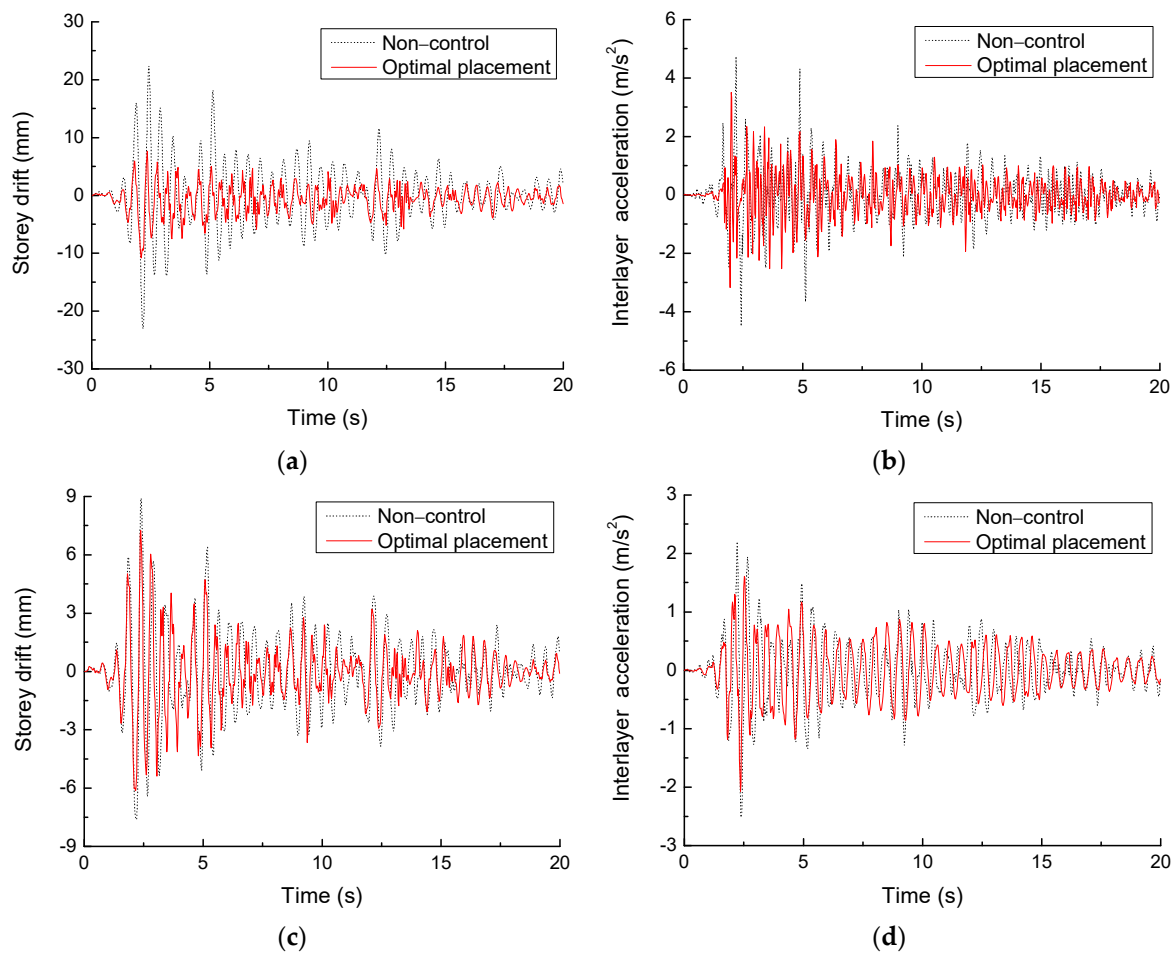 30
20
10
0
-10
-20
-30
Storey drift (mm)
Non−control
Optimal placement
0 5 10 15 20
Time (s)
(a)
6
4
2
0
-2
-4
-6
Interlayer acceleration (m/s²)
Non−control
Optimal placement
0 5 10 15 20
Time (s)
(b)
9
6
3
0
-3
-6
-9
Storey drift (mm)
Non−control
Optimal placement
0 5 10 15 20
Time (s)
(c)
3
2
1
0
-1
-2
-3
Interlayer acceleration (m/s²)
Non−control
Optimal placement
0 5 10 15 20
Time (s)
(d)